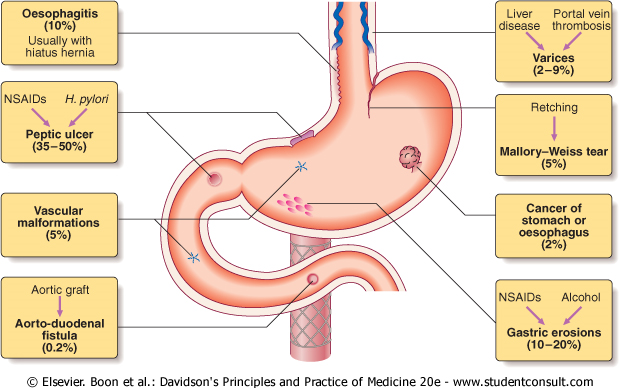 Oesophagitis
(10%)
Usually with
hiatus hernia
NSAIDs H. pylori
Peptic ulcer
(35–50%)
Vascular
malformations
(5%)
Aortic graft
Aorto-duodenal
fistula
(0.2%)
Liver Portal vein
disease thrombosis
Varices
(2–9%)
Retching
Mallory–Weiss tear
(5%)
Cancer of
stomach or
oesophagus
(2%)
NSAIDs Alcohol
Gastric erosions
(10–20%)
© Elsevier. Boon et al.: Davidson's Principles and Practice of Medicine 20e - www.studentconsult.com